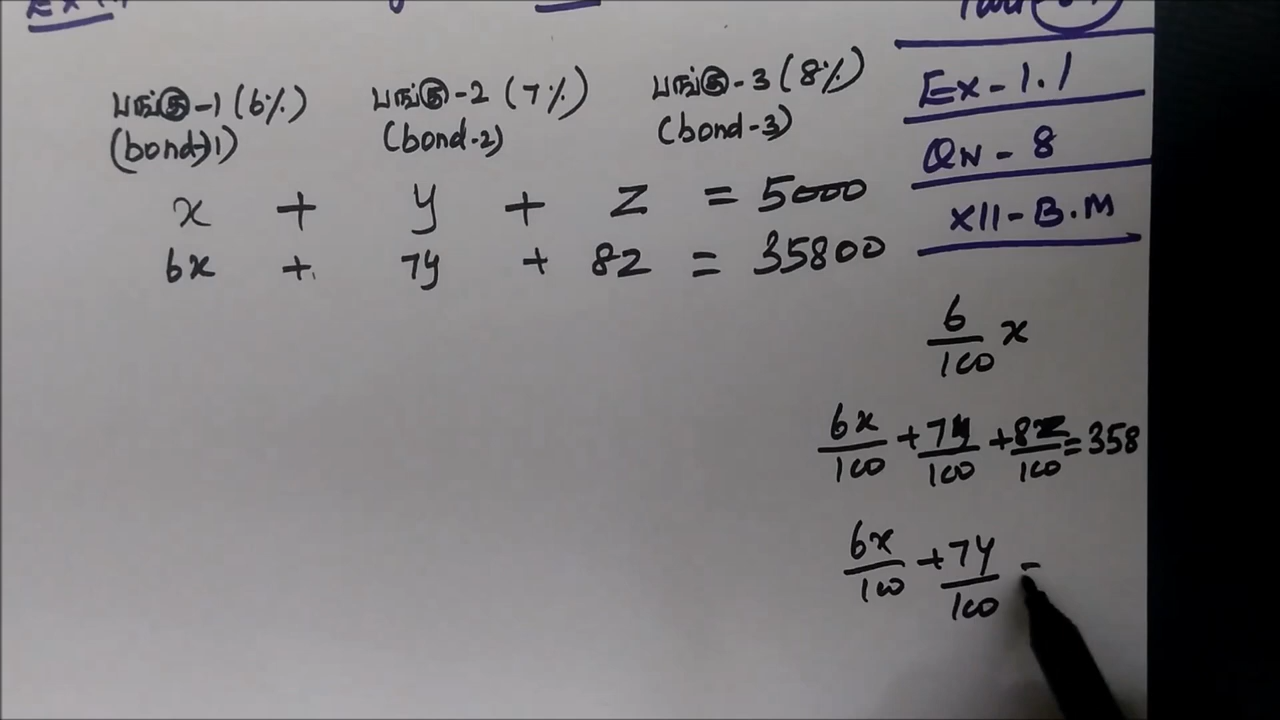 Ex-1.1
QN - 8
XII - B.M
பங்கு-1 (6%) பங்கு-2 (7%) பங்கு-3 (8%)
(bond-1) (bond-2) (bond-3)
x + y + z = 5000
6x + 7y + 8z = 35800
6/100 x
6x/100 + 7y/100 + 8z/100 = 358
6x/100 + 7y/100 =